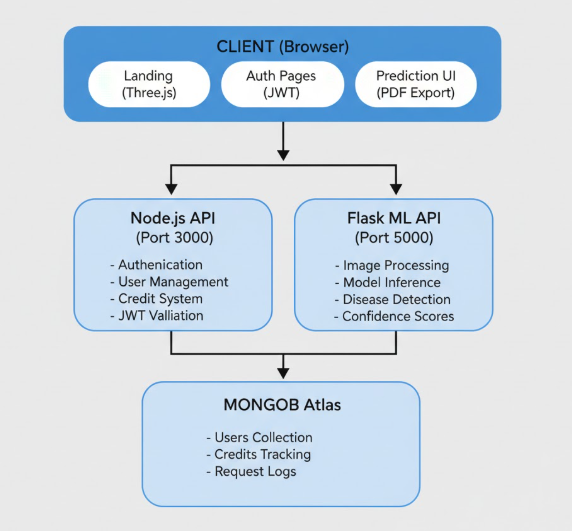 CLIENT (Browser)
Landing
(Three.js)
Auth Pages
(JWT)
Prediction UI
(PDF Export)
Node.js API
(Port 3000)
- Authenication
- User Management
- Credit System
- JWT Valliation
Flask ML API
(Port 5000)
- Image Processing
- Model Inference
- Disease Detection
- Confidence Scores
MONGOB Atlas
- Users Collection
- Credits Tracking
- Request Logs